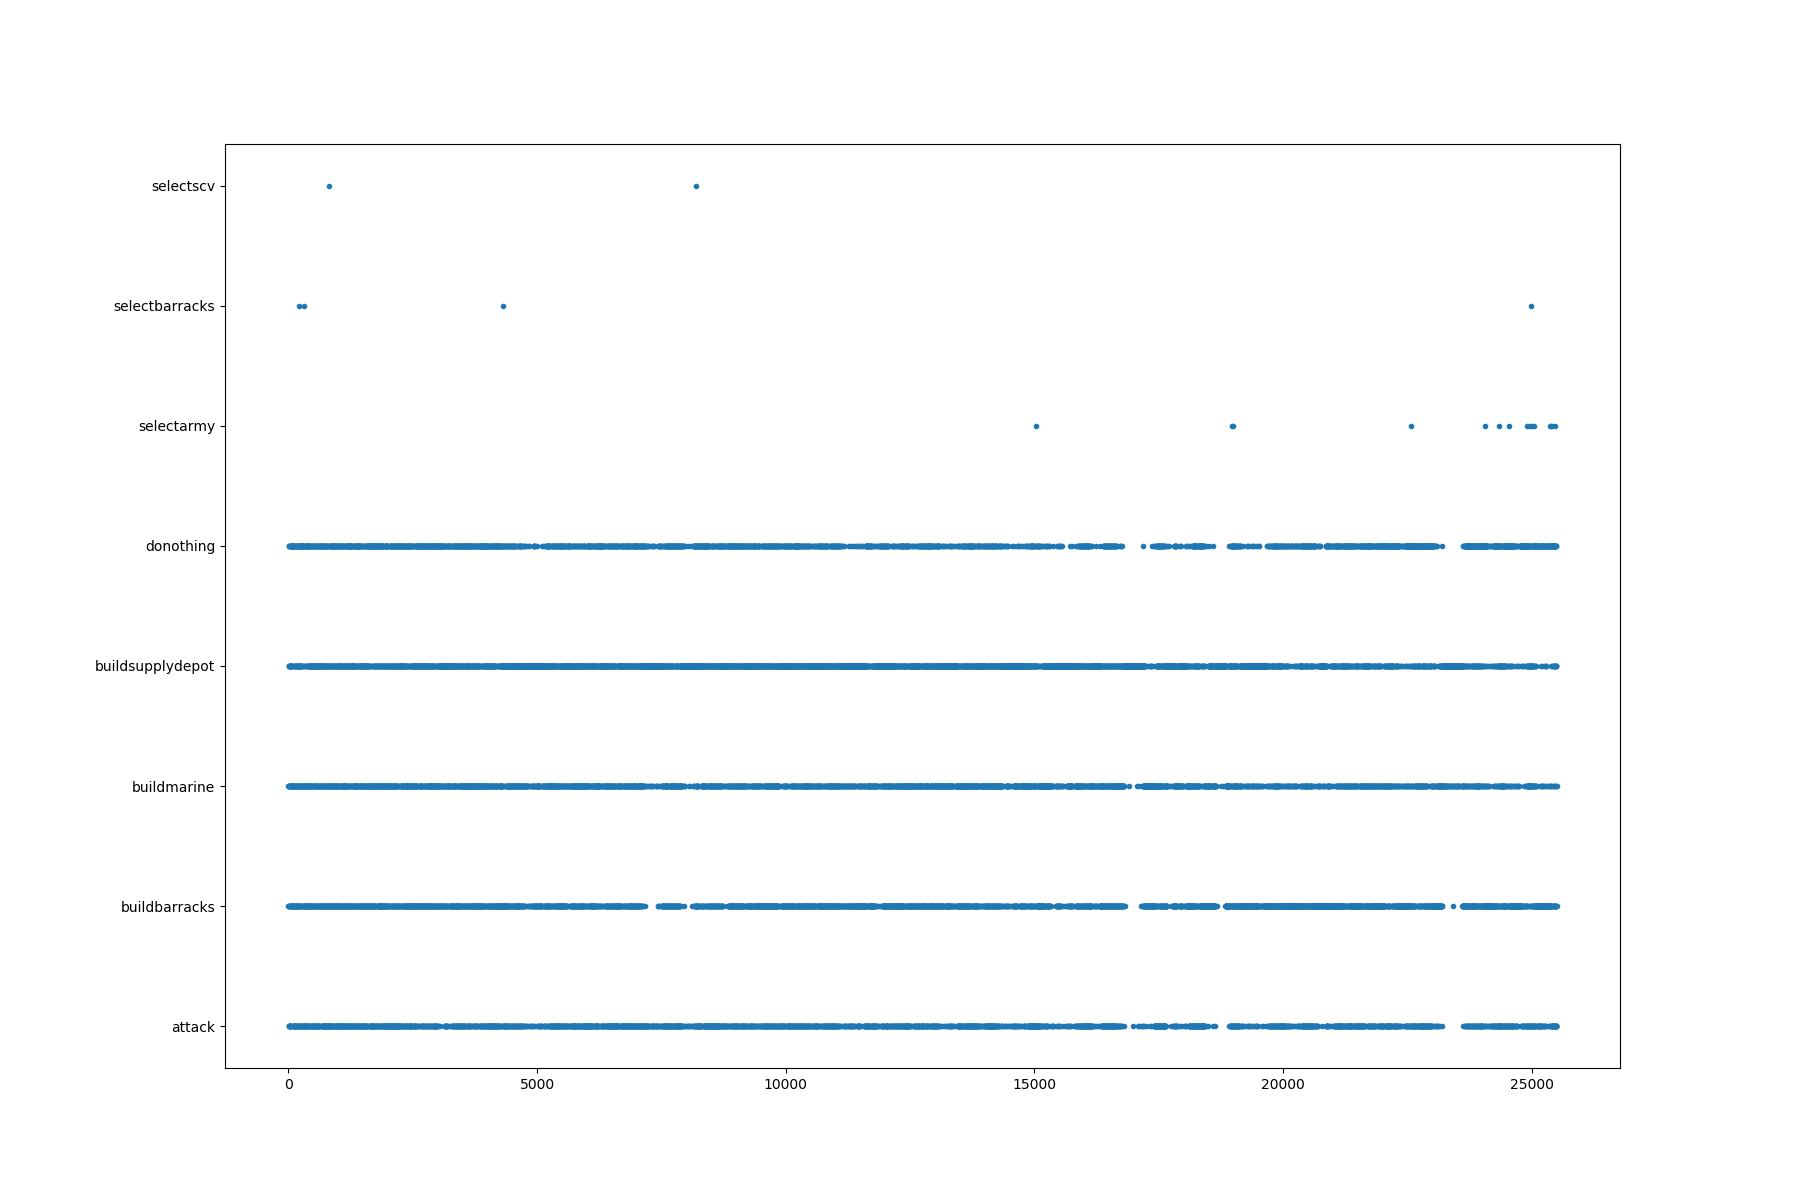 selectscv
selectbarracks
selectarmy
donothing
buildsupplydepot
buildmarine
buildbarracks
attack
0 5000 10000 15000 20000 25000